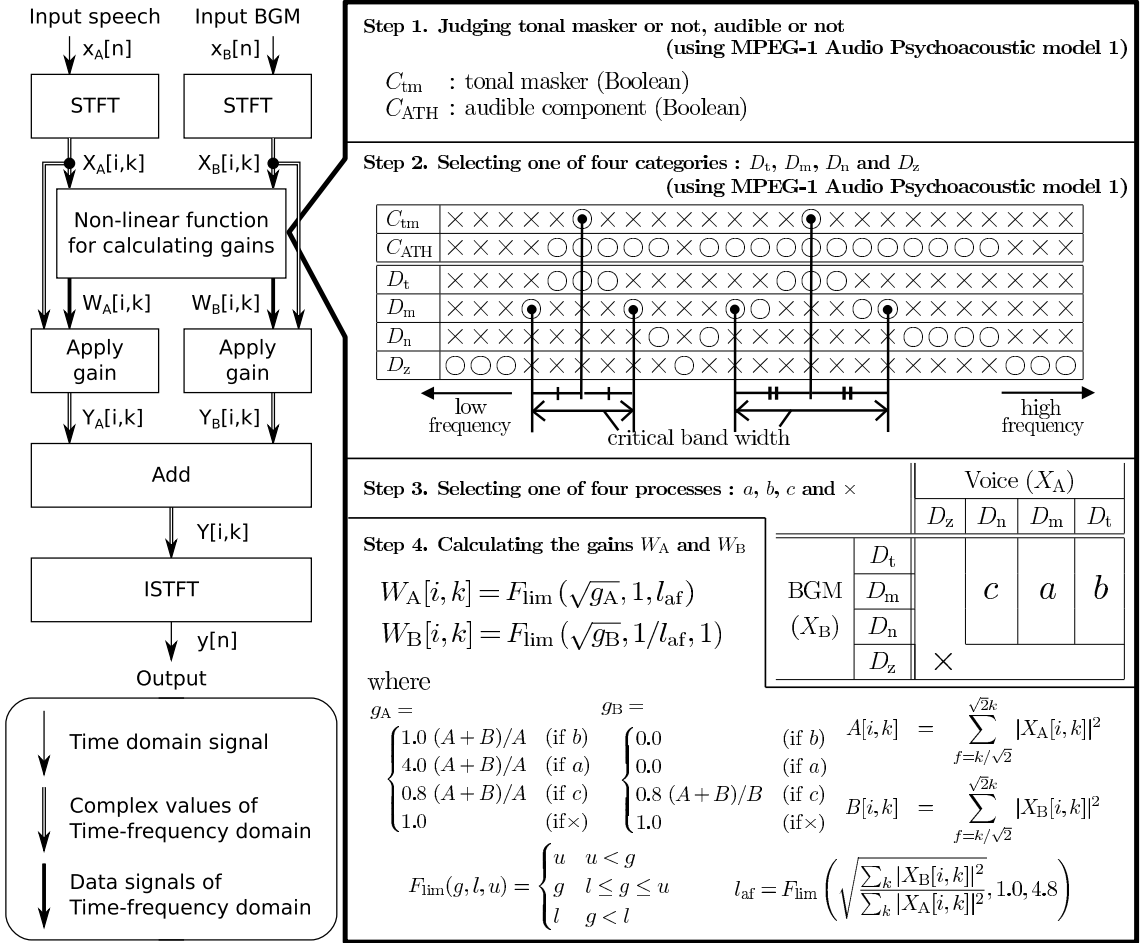 Input speech
Input BGM
x_A[n]
x_B[n]
STFT
STFT
X_A[i,k]
X_B[i,k]
Non-linear function
for calculating gains
W_A[i,k]
W_B[i,k]
Apply
gain
Apply
gain
Y_A[i,k]
Y_B[i,k]
Add
Y[i,k]
ISTFT
y[n]
Output
Time domain signal
Complex values of
Time-frequency domain
Data signals of
Time-frequency domain
Step 1. Judging tonal masker or not, audible or not
(using MPEG-1 Audio Psychoacoustic model 1)
C_tm : tonal masker (Boolean)
C_ATH : audible component (Boolean)
Step 2. Selecting one of four categories : D_t, D_m, D_n and D_z
(using MPEG-1 Audio Psychoacoustic model 1)
C_tm × × × × × ○ × × × × × × × × ○ × × × × × × × × × ×
C_ATH × × × × ○ ○ ○ ○ ○ × ○ ○ ○ ○ ○ ○ ○ ○ ○ ○ ○ ○ × × ×
D_t × × × × ○ ○ ○ × × × × × × ○ ○ ○ × × × × × × × × ×
D_m × × × ○ × × × ○ × × × ○ ○ × × × ○ ○ × × × × × × ×
D_n × × × × × × × × ○ × ○ × × × × × × × ○ ○ ○ ○ × × ×
D_z ○ ○ ○ × × × × × × ○ × × × × × × × × × × × × ○ ○ ○
low
frequency
critical band width
high
frequency
Step 3. Selecting one of four processes : a, b, c and ×
Voice (X_A)
D_z D_n D_m D_t
BGM
(X_B)
D_t
D_m
D_n
D_z
c a b
×
Step 4. Calculating the gains W_A and W_B
W_A[i,k] = F_lim (√g_A, 1, l_af)
W_B[i,k] = F_lim (√g_B, 1/l_af, 1)
where
g_A =
1.0 (A+B)/A (if b)
4.0 (A+B)/A (if a)
0.8 (A+B)/A (if c)
1.0 (if×)
g_B =
0.0 (if b)
0.0 (if a)
0.8 (A+B)/B (if c)
1.0 (if×)
A[i,k] = ∑_{f=k/√2}^{√2k} |X_A[i,k]|²
B[i,k] = ∑_{f=k/√2}^{√2k} |X_B[i,k]|²
F_lim(g,l,u) =
u u < g
g l ≤ g ≤ u
l g < l
l_af = F_lim ( √(∑_k |X_B[i,k]|² / ∑_k |X_A[i,k]|²), 1.0, 4.8 )